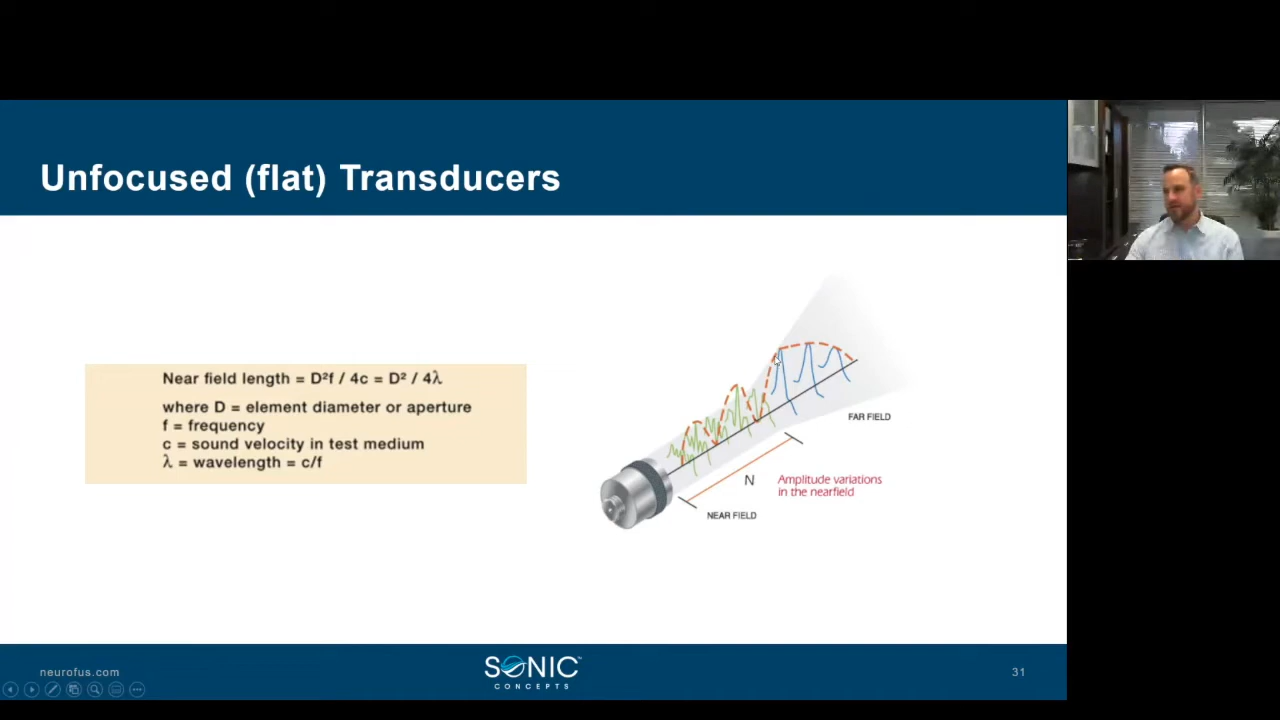 Unfocused (flat) Transducers
Near field length = D²f / 4c = D² / 4λ
where D = element diameter or aperture
f = frequency
c = sound velocity in test medium
λ = wavelength = c/f
FAR FIELD
N
Amplitude variations
in the nearfield
NEAR FIELD
neurofus.com
SONIC™
CONCEPTS
31